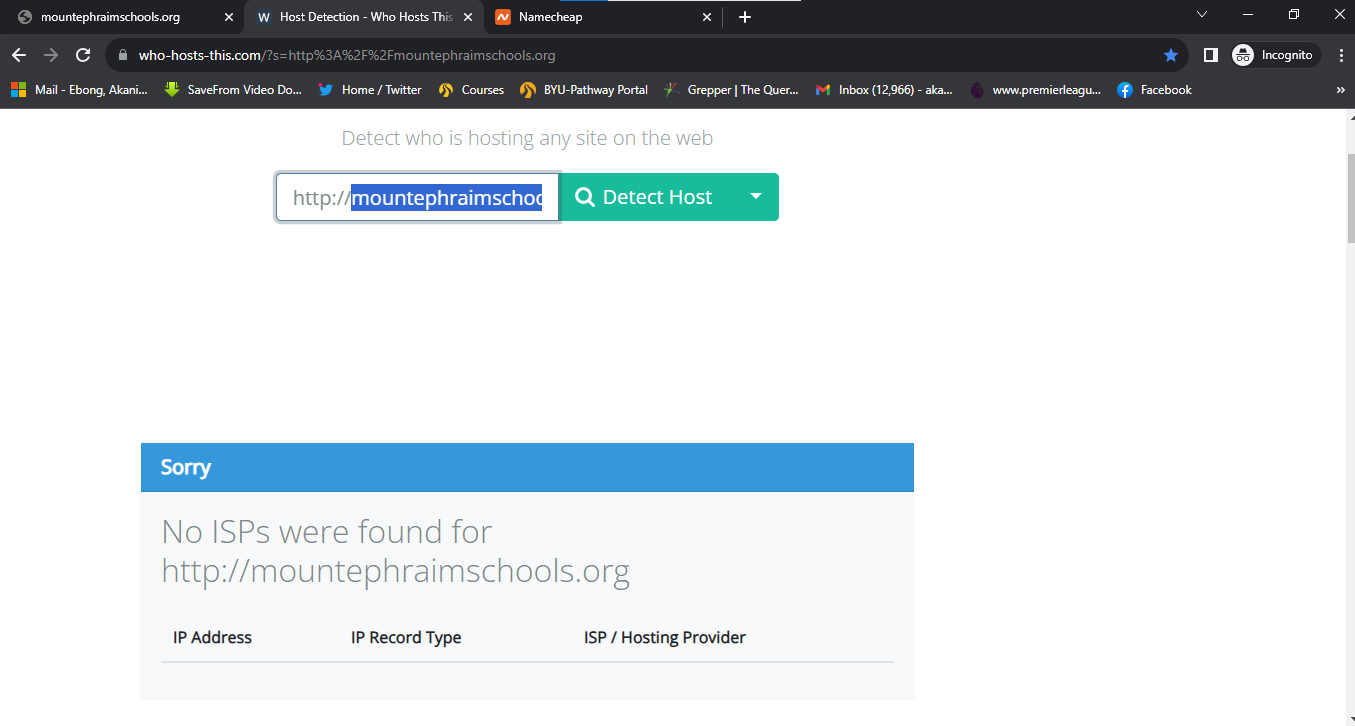 mountephraimschools.org
Host Detection - Who Hosts This
Namecheap
who-hosts-this.com/?s=http%3A%2F%2Fmountephraimschools.org
Incognito
Mail - Ebong, Akani...
SaveFrom Video Do...
Home / Twitter
Courses
BYU-Pathway Portal
Grepper | The Quer...
Inbox (12,966) - aka...
www.premierleagu...
Facebook
»
Detect who is hosting any site on the web
http://mountephraimschoo
Detect Host
Sorry
No ISPs were found for
http://mountephraimschools.org
IP Address IP Record Type ISP / Hosting Provider